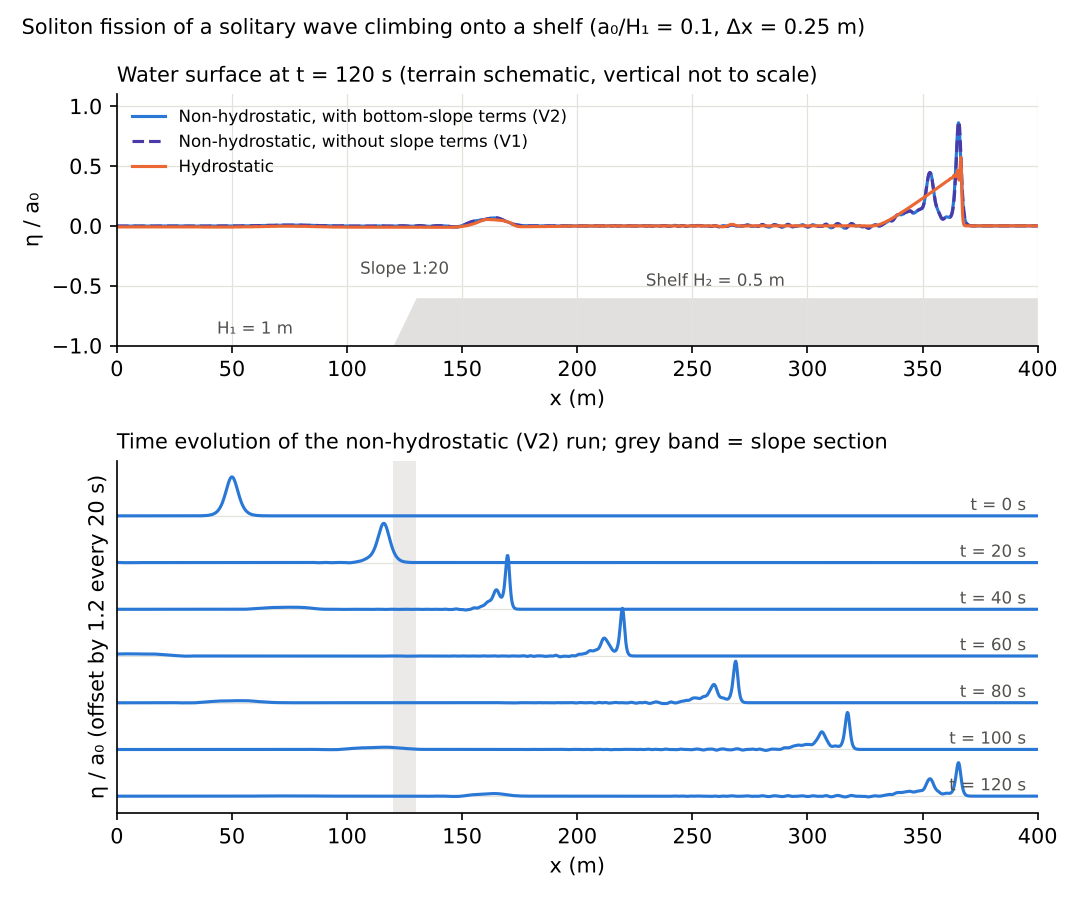 Soliton fission of a solitary wave climbing onto a shelf (a₀/H₁ = 0.1, Δx = 0.25 m)
Water surface at t = 120 s (terrain schematic, vertical not to scale)
Non-hydrostatic, with bottom-slope terms (V2)
Non-hydrostatic, without slope terms (V1)
Hydrostatic
η / a₀
1.0
0.5
0.0
−0.5
−1.0
Slope 1:20
Shelf H₂ = 0.5 m
H₁ = 1 m
0 50 100 150 200 250 300 350 400
x (m)
Time evolution of the non-hydrostatic (V2) run; grey band = slope section
η / a₀ (offset by 1.2 every 20 s)
t = 0 s
t = 20 s
t = 40 s
t = 60 s
t = 80 s
t = 100 s
t = 120 s
0 50 100 150 200 250 300 350 400
x (m)